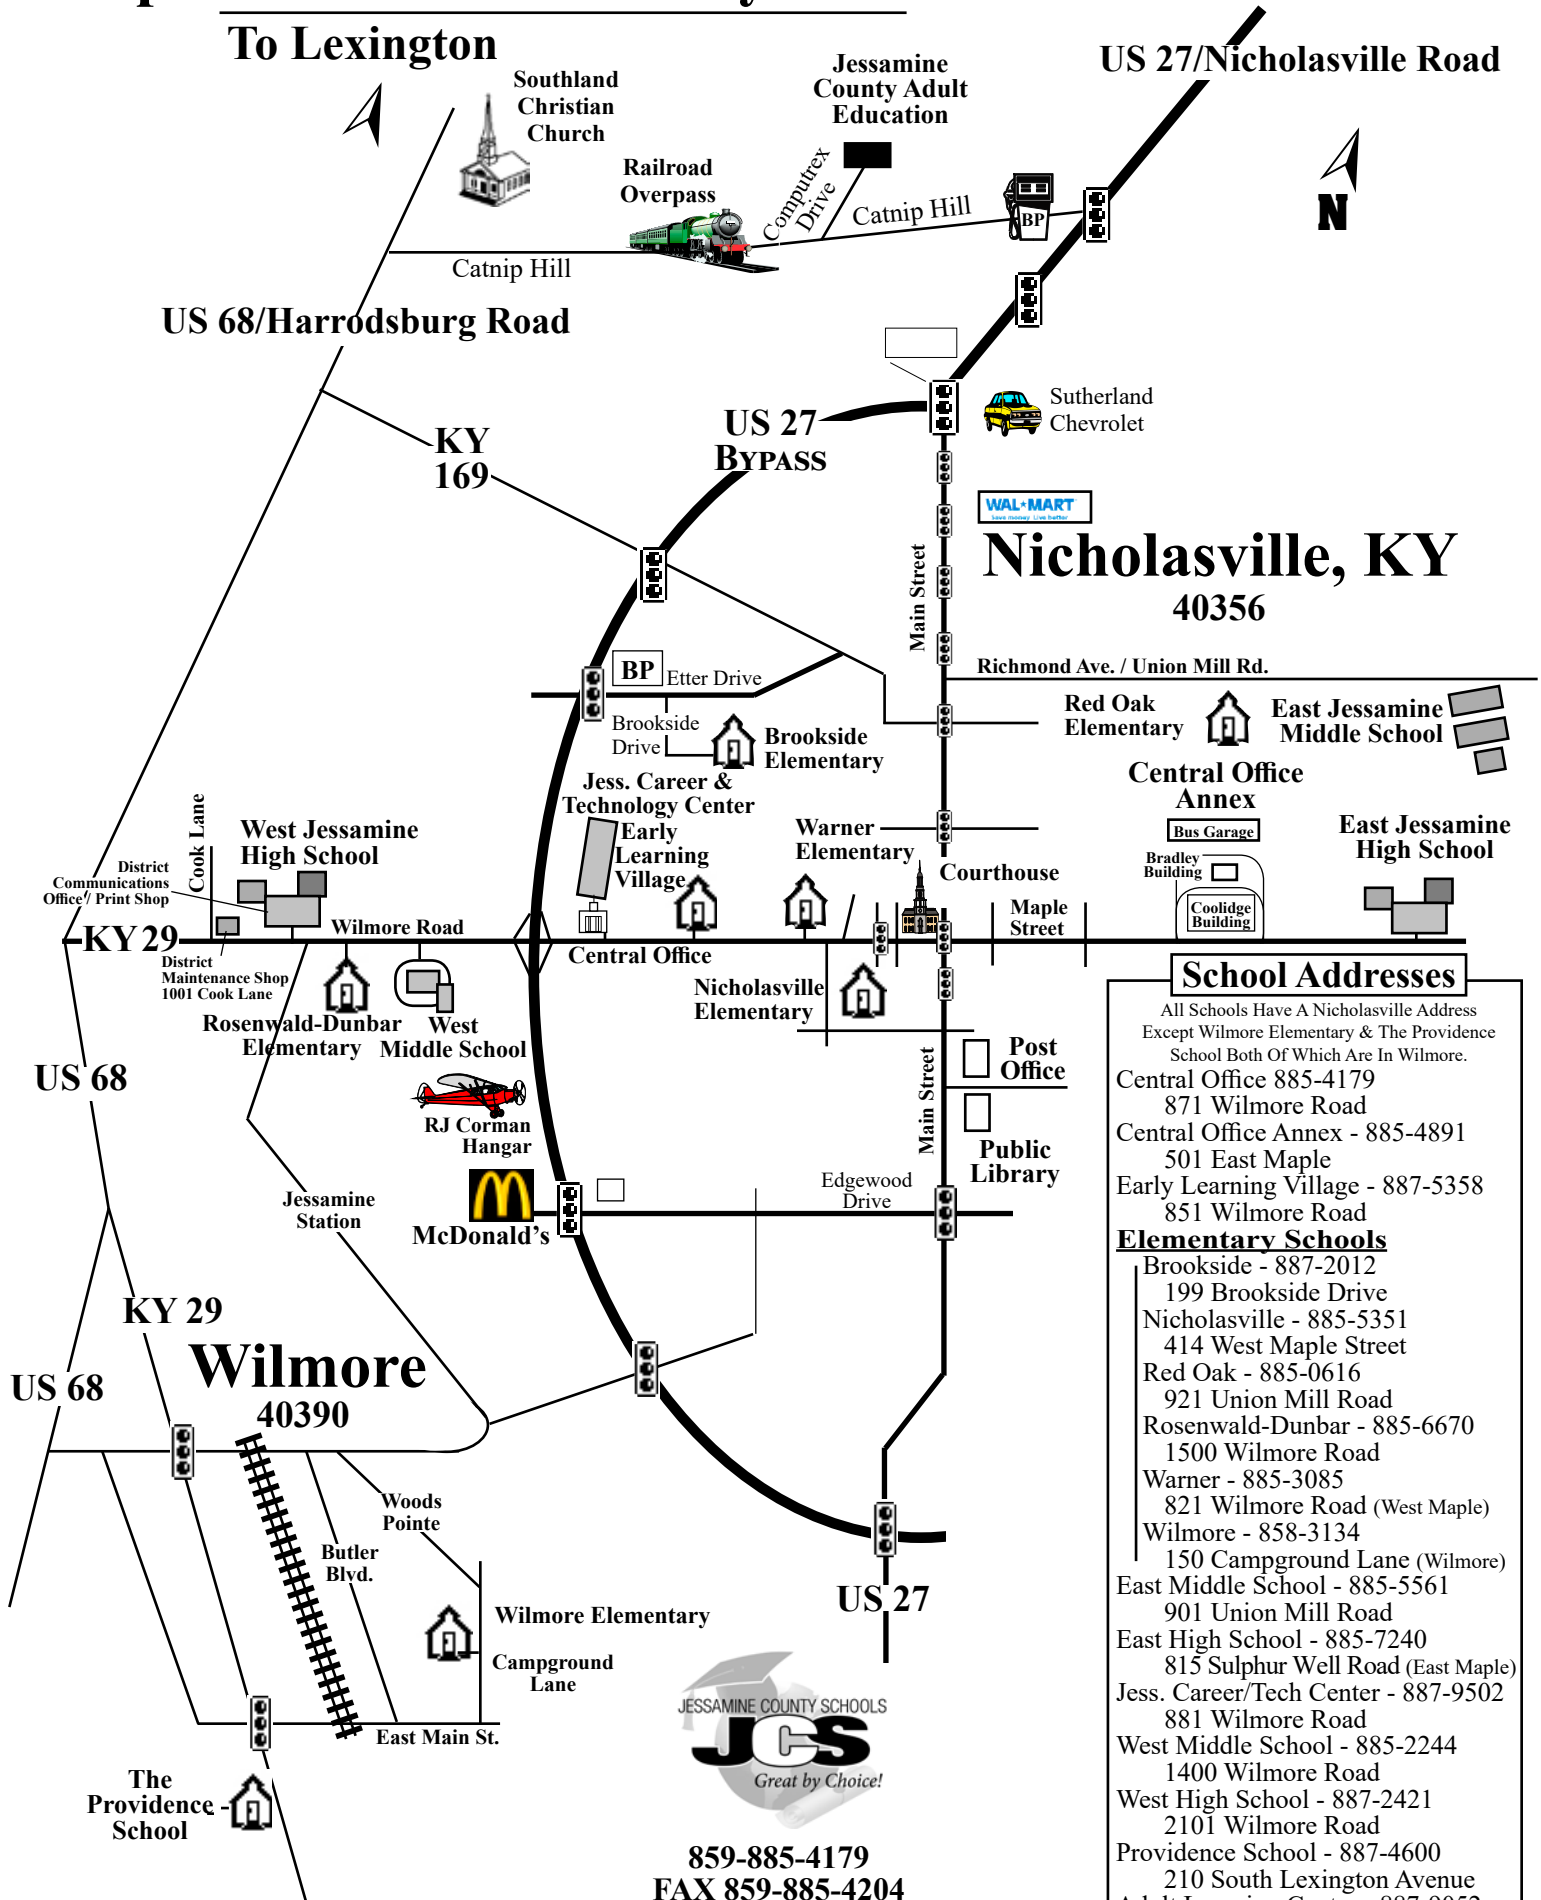 To Lexington
US 27/Nicholasville Road
Southland
Christian
Church
Jessamine
County Adult
Education
Railroad
Overpass
Computrex
Drive
Catnip Hill
BP
N
Catnip Hill
US 68/Harrodsburg Road
Sutherland
Chevrolet
US 27
BYPASS
KY
169
WAL★MART
Save money. Live better.
Nicholasville, KY
40356
Main Street
Richmond Ave. / Union Mill Rd.
BP
Etter Drive
Brookside
Drive
Brookside
Elementary
Red Oak
Elementary
East Jessamine
Middle School
Central Office
Annex
Bus Garage
Bradley
Building
Coolidge
Building
East Jessamine
High School
Jess. Career &
Technology Center
Early
Learning
Village
Warner
Elementary
Courthouse
Maple
Street
Cook Lane
West Jessamine
High School
District
Communications
Office / Print Shop
KY 29
Wilmore Road
Central Office
District
Maintenance Shop
1001 Cook Lane
Rosenwald-Dunbar
Elementary
West
Middle School
Nicholasville
Elementary
Post
Office
Main Street
Public
Library
US 68
RJ Corman
Hangar
McDonald's
Edgewood
Drive
Jessamine
Station
KY 29
Wilmore
40390
US 68
Woods
Pointe
Butler
Blvd.
US 27
Wilmore Elementary
Campground
Lane
East Main St.
The
Providence -
School
JESSAMINE COUNTY SCHOOLS
JCS
Great by Choice!
859-885-4179
FAX 859-885-4204
School Addresses
All Schools Have A Nicholasville Address
Except Wilmore Elementary & The Providence
School Both Of Which Are In Wilmore.
Central Office 885-4179
871 Wilmore Road
Central Office Annex - 885-4891
501 East Maple
Early Learning Village - 887-5358
851 Wilmore Road
Elementary Schools
Brookside - 887-2012
199 Brookside Drive
Nicholasville - 885-5351
414 West Maple Street
Red Oak - 885-0616
921 Union Mill Road
Rosenwald-Dunbar - 885-6670
1500 Wilmore Road
Warner - 885-3085
821 Wilmore Road (West Maple)
Wilmore - 858-3134
150 Campground Lane (Wilmore)
East Middle School - 885-5561
901 Union Mill Road
East High School - 885-7240
815 Sulphur Well Road (East Maple)
Jess. Career/Tech Center - 887-9502
881 Wilmore Road
West Middle School - 885-2244
1400 Wilmore Road
West High School - 887-2421
2101 Wilmore Road
Providence School - 887-4600
210 South Lexington Avenue